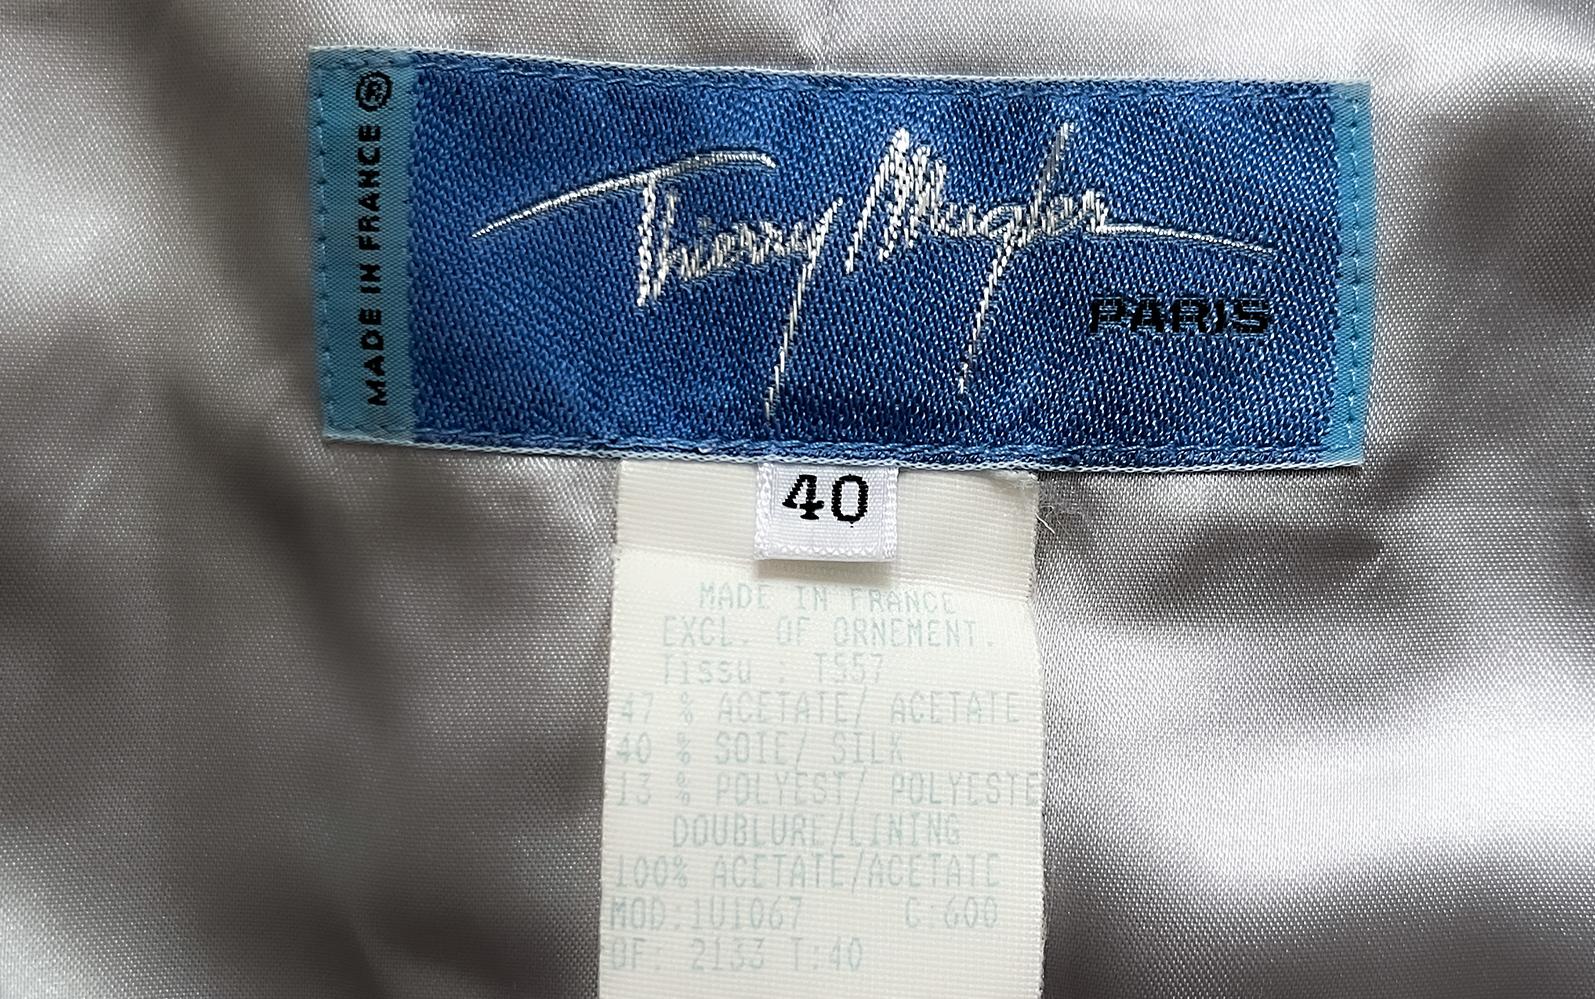 MADE IN FRANCE ®
Thierry Mugler
PARIS
40
MADE IN FRANCE
EXCL. OF ORNEMENT.
Tissu : T557
47 % ACETATE/ ACETATE
40 % SOIE/ SILK
13 % POLYEST/ POLYESTE
DOUBLURE/LINING
100% ACETATE/ACETATE
MOD:1U1067 C:600
OF: 2133 T:40